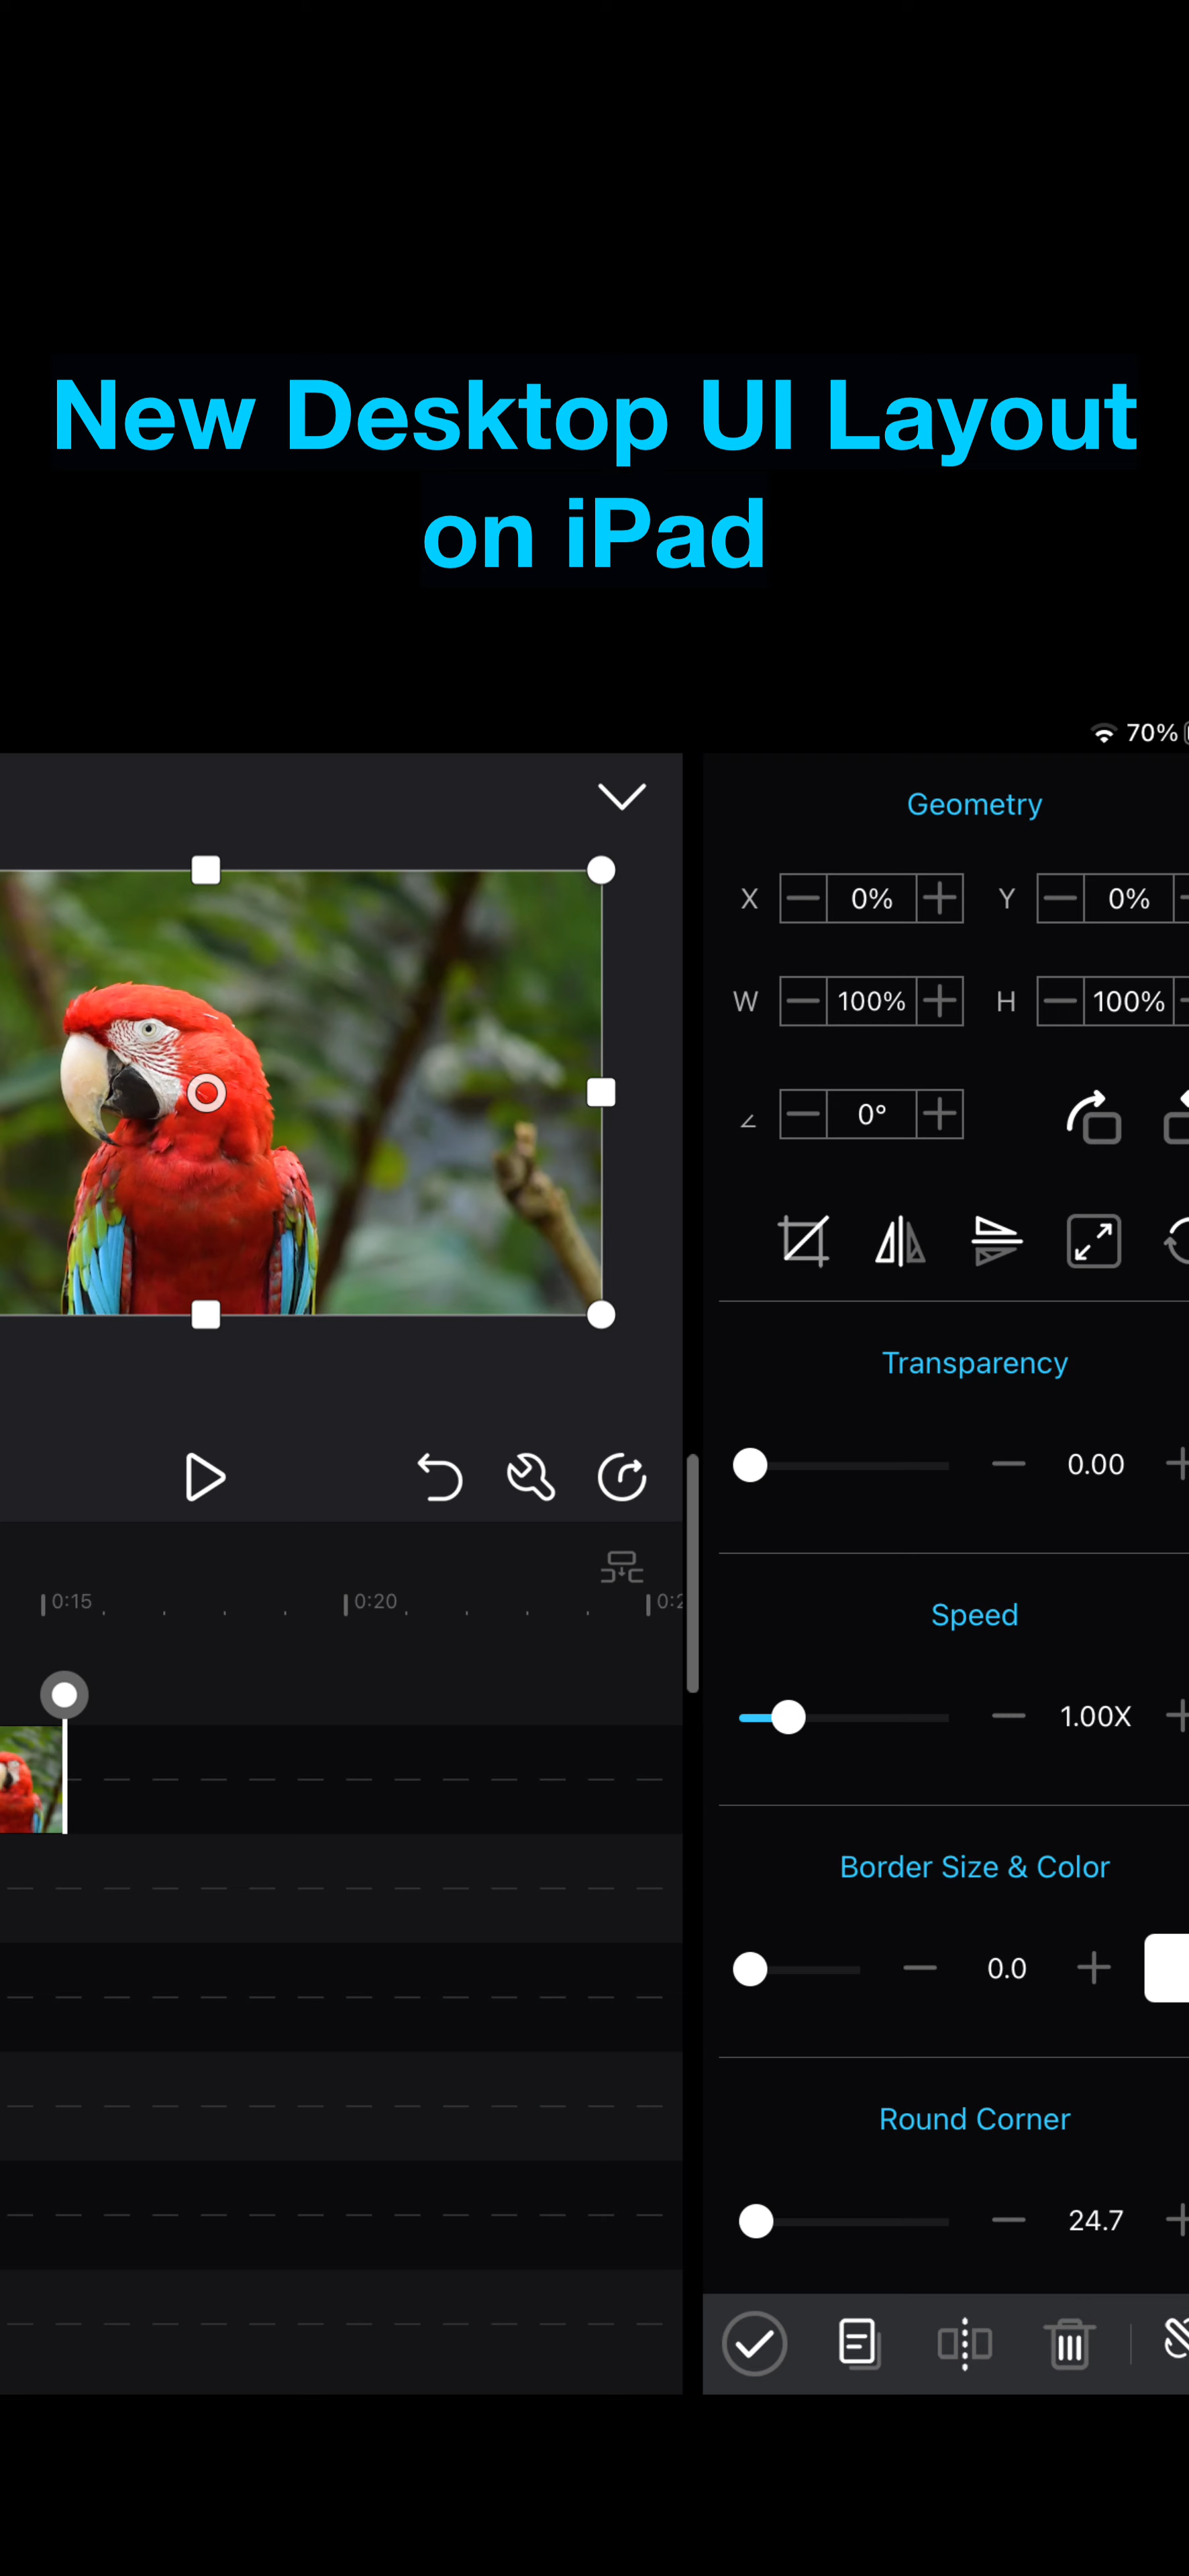 New Desktop UI Layout
on iPad
70%
Geometry
X 0% Y 0%
W 100% H 100%
∠ 0°
Transparency
0.00
0:15 0:20
Speed
1.00X
Border Size & Color
0.0
Round Corner
24.7